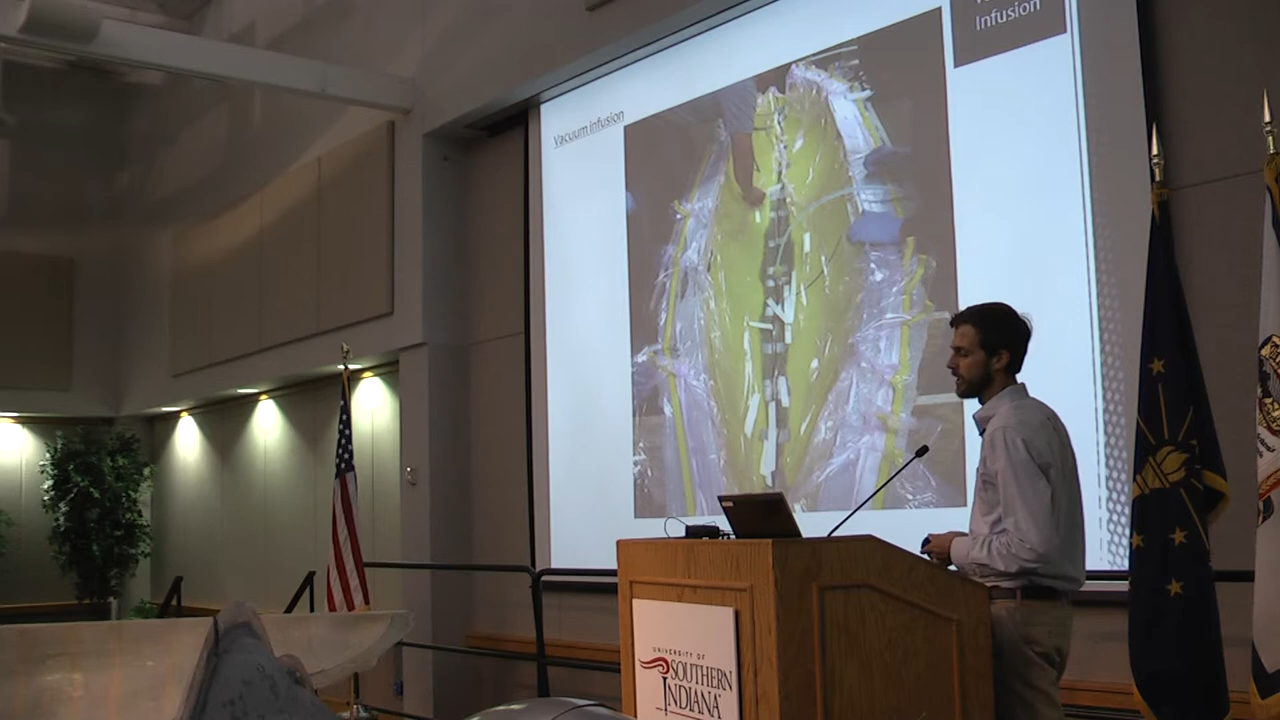 Infusion
Vacuum infusion
UNIVERSITY OF
SOUTHERN
INDIANA